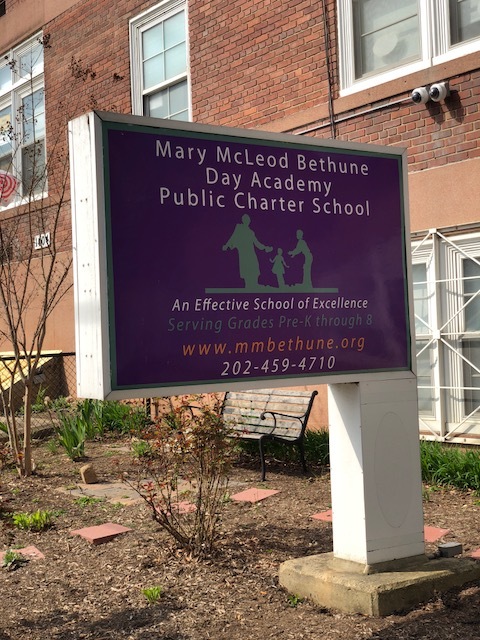 Mary McLeod Bethune
Day Academy
Public Charter School
An Effective School of Excellence
Serving Grades Pre-K through 8
www.mmbethune.org
202-459-4710